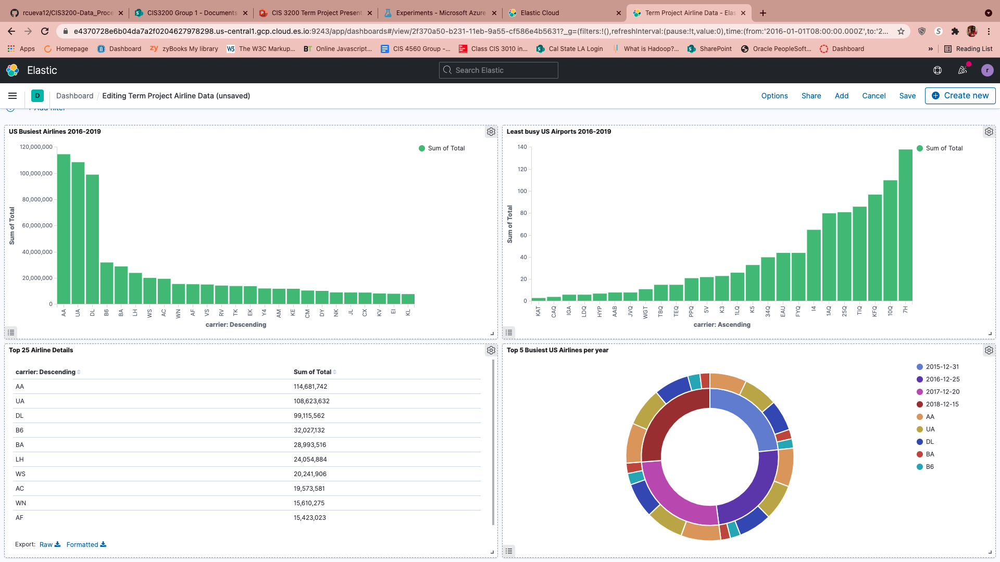 rcueva12/CIS3200-Data_Proce
CIS3200 Group 1 - Documents
CIS 3200 Term Project Present
Experiments - Microsoft Azure
Elastic Cloud
Term Project Airline Data - Elas
e4370728e6b04da7a2f0204627978298.us-central1.gcp.cloud.es.io:9243/app/dashboards#/view/2f370a50-b231-11eb-9a55-cf586e4b5631?_g=(filters:!(),refreshInterval:(pause:!t,value:0),time:(from:'2016-01-01T08:00:00.000Z',to:'2...
Apps
Homepage
Dashboard
zyBooks My library
The W3C Markup...
Online Javascript...
CIS 4560 Group -...
Class CIS 3010 in...
Cal State LA Login
What is Hadoop?...
SharePoint
Oracle PeopleSoft...
Dashboard
»
Reading List
Elastic
Search Elastic
r
D
Dashboard / Editing Term Project Airline Data (unsaved)
Options
Share
Add
Cancel
Save
Create new
+ Add filter
US Busiest Airlines 2016-2019
120,000,000
100,000,000
80,000,000
60,000,000
40,000,000
20,000,000
0
Sum of Total
AA
UA
DL
B6
BA
LH
WS
AC
WN
AF
VS
RV
TK
EK
Y4
AM
KE
CM
DY
NK
JL
CX
KV
EI
KL
carrier: Descending
Sum of Total
Least busy US Airports 2016-2019
140
120
100
80
60
40
20
0
Sum of Total
KAT
CAQ
IGA
LDQ
HYP
AAB
JVQ
WGT
TBQ
TEQ
PPQ
5V
K3
1LQ
K5
34Q
EAU
FYQ
I4
1AQ
25Q
TIQ
KFQ
10Q
7H
carrier: Ascending
Sum of Total
Top 25 Airline Details
carrier: Descending Sum of Total
AA 114,681,742
UA 108,623,632
DL 99,115,562
B6 32,027,132
BA 28,993,516
LH 24,054,884
WS 20,241,906
AC 19,573,581
WN 15,610,275
AF 15,423,023
Export: Raw Formatted
Top 5 Busiest US Airlines per year
2015-12-31
2016-12-25
2017-12-20
2018-12-15
AA
UA
DL
BA
B6